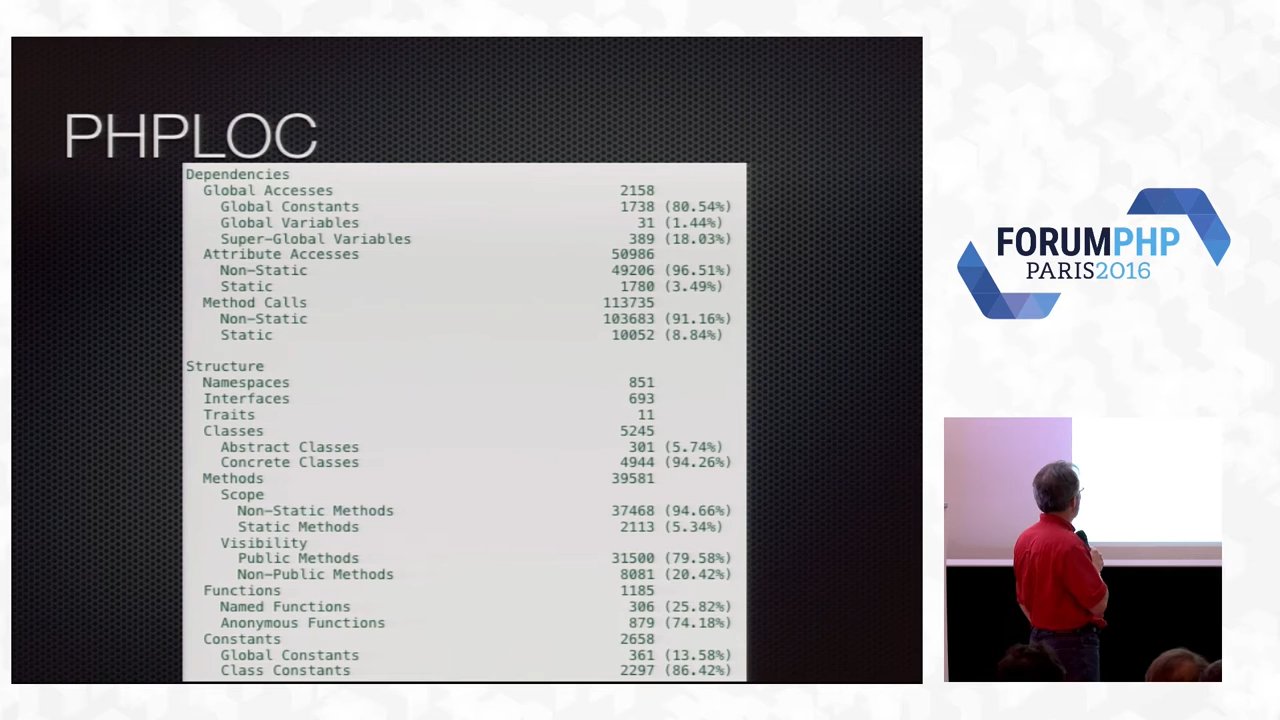 PHPLOC
Dependencies
Global Accesses 2158
Global Constants 1738 (80.54%)
Global Variables 31 (1.44%)
Super-Global Variables 389 (18.03%)
Attribute Accesses 50986
Non-Static 49206 (96.51%)
Static 1780 (3.49%)
Method Calls 113735
Non-Static 103683 (91.16%)
Static 10052 (8.84%)
Structure
Namespaces 851
Interfaces 693
Traits 11
Classes 5245
Abstract Classes 301 (5.74%)
Concrete Classes 4944 (94.26%)
Methods 39581
Scope
Non-Static Methods 37468 (94.66%)
Static Methods 2113 (5.34%)
Visibility
Public Methods 31500 (79.58%)
Non-Public Methods 8081 (20.42%)
Functions 1185
Named Functions 306 (25.82%)
Anonymous Functions 879 (74.18%)
Constants 2658
Global Constants 361 (13.58%)
Class Constants 2297 (86.42%)
FORUMPHP
PARIS2016